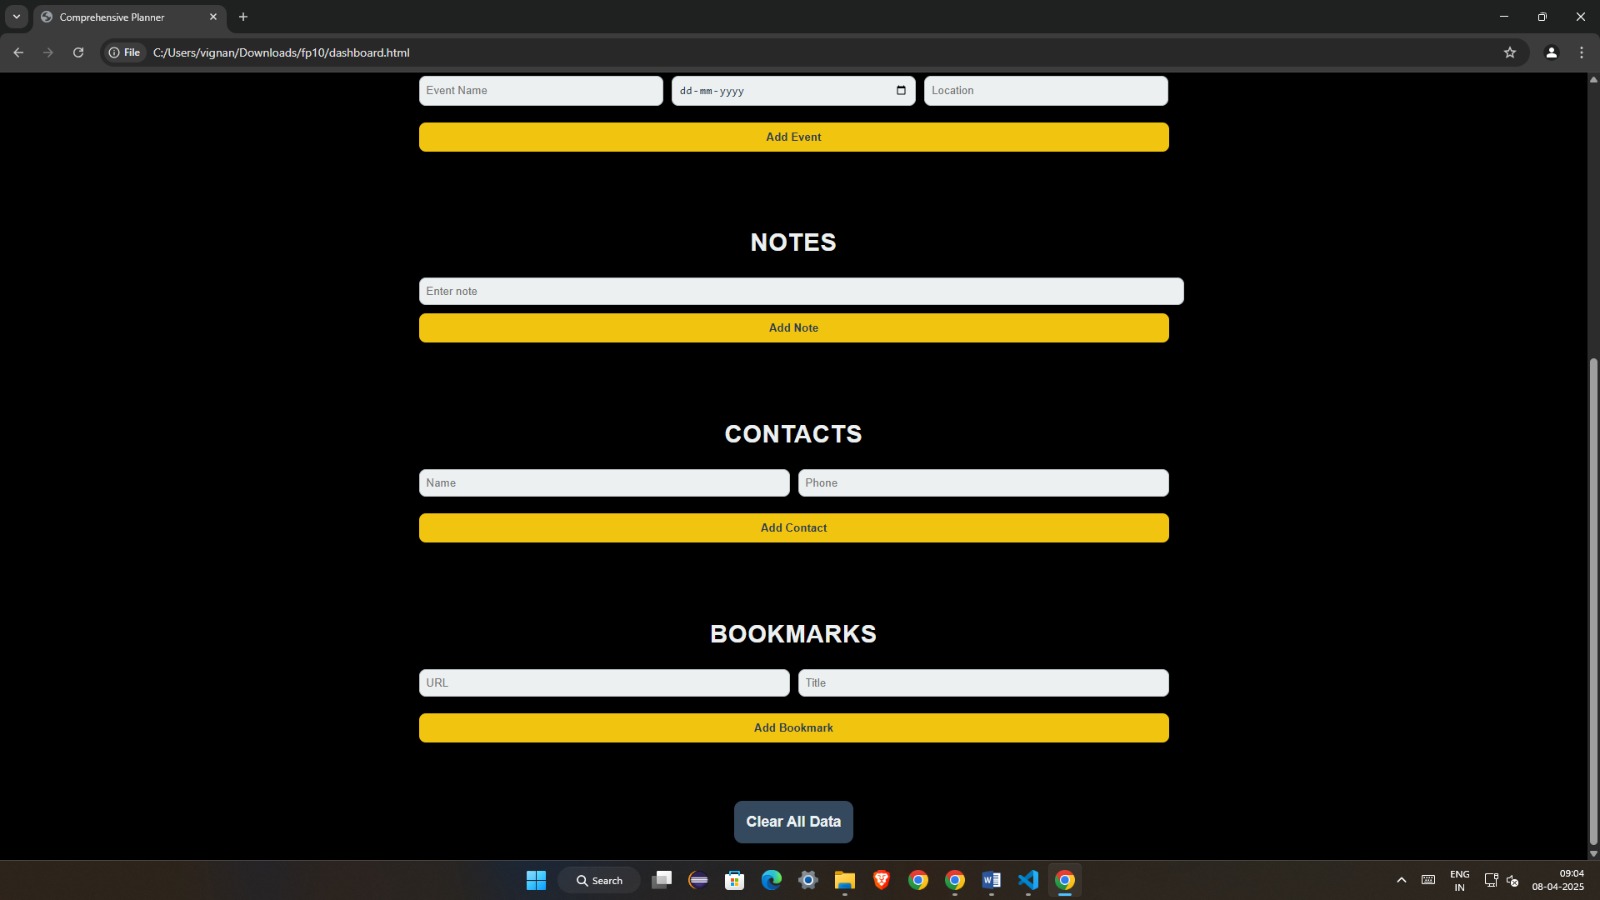 Comprehensive Planner
File C:/Users/vignan/Downloads/fp10/dashboard.html
Event Name dd-mm-yyyy Location
Add Event
NOTES
Enter note
Add Note
CONTACTS
Name Phone
Add Contact
BOOKMARKS
URL Title
Add Bookmark
Clear All Data
Search
ENG
IN
09:04
08-04-2025